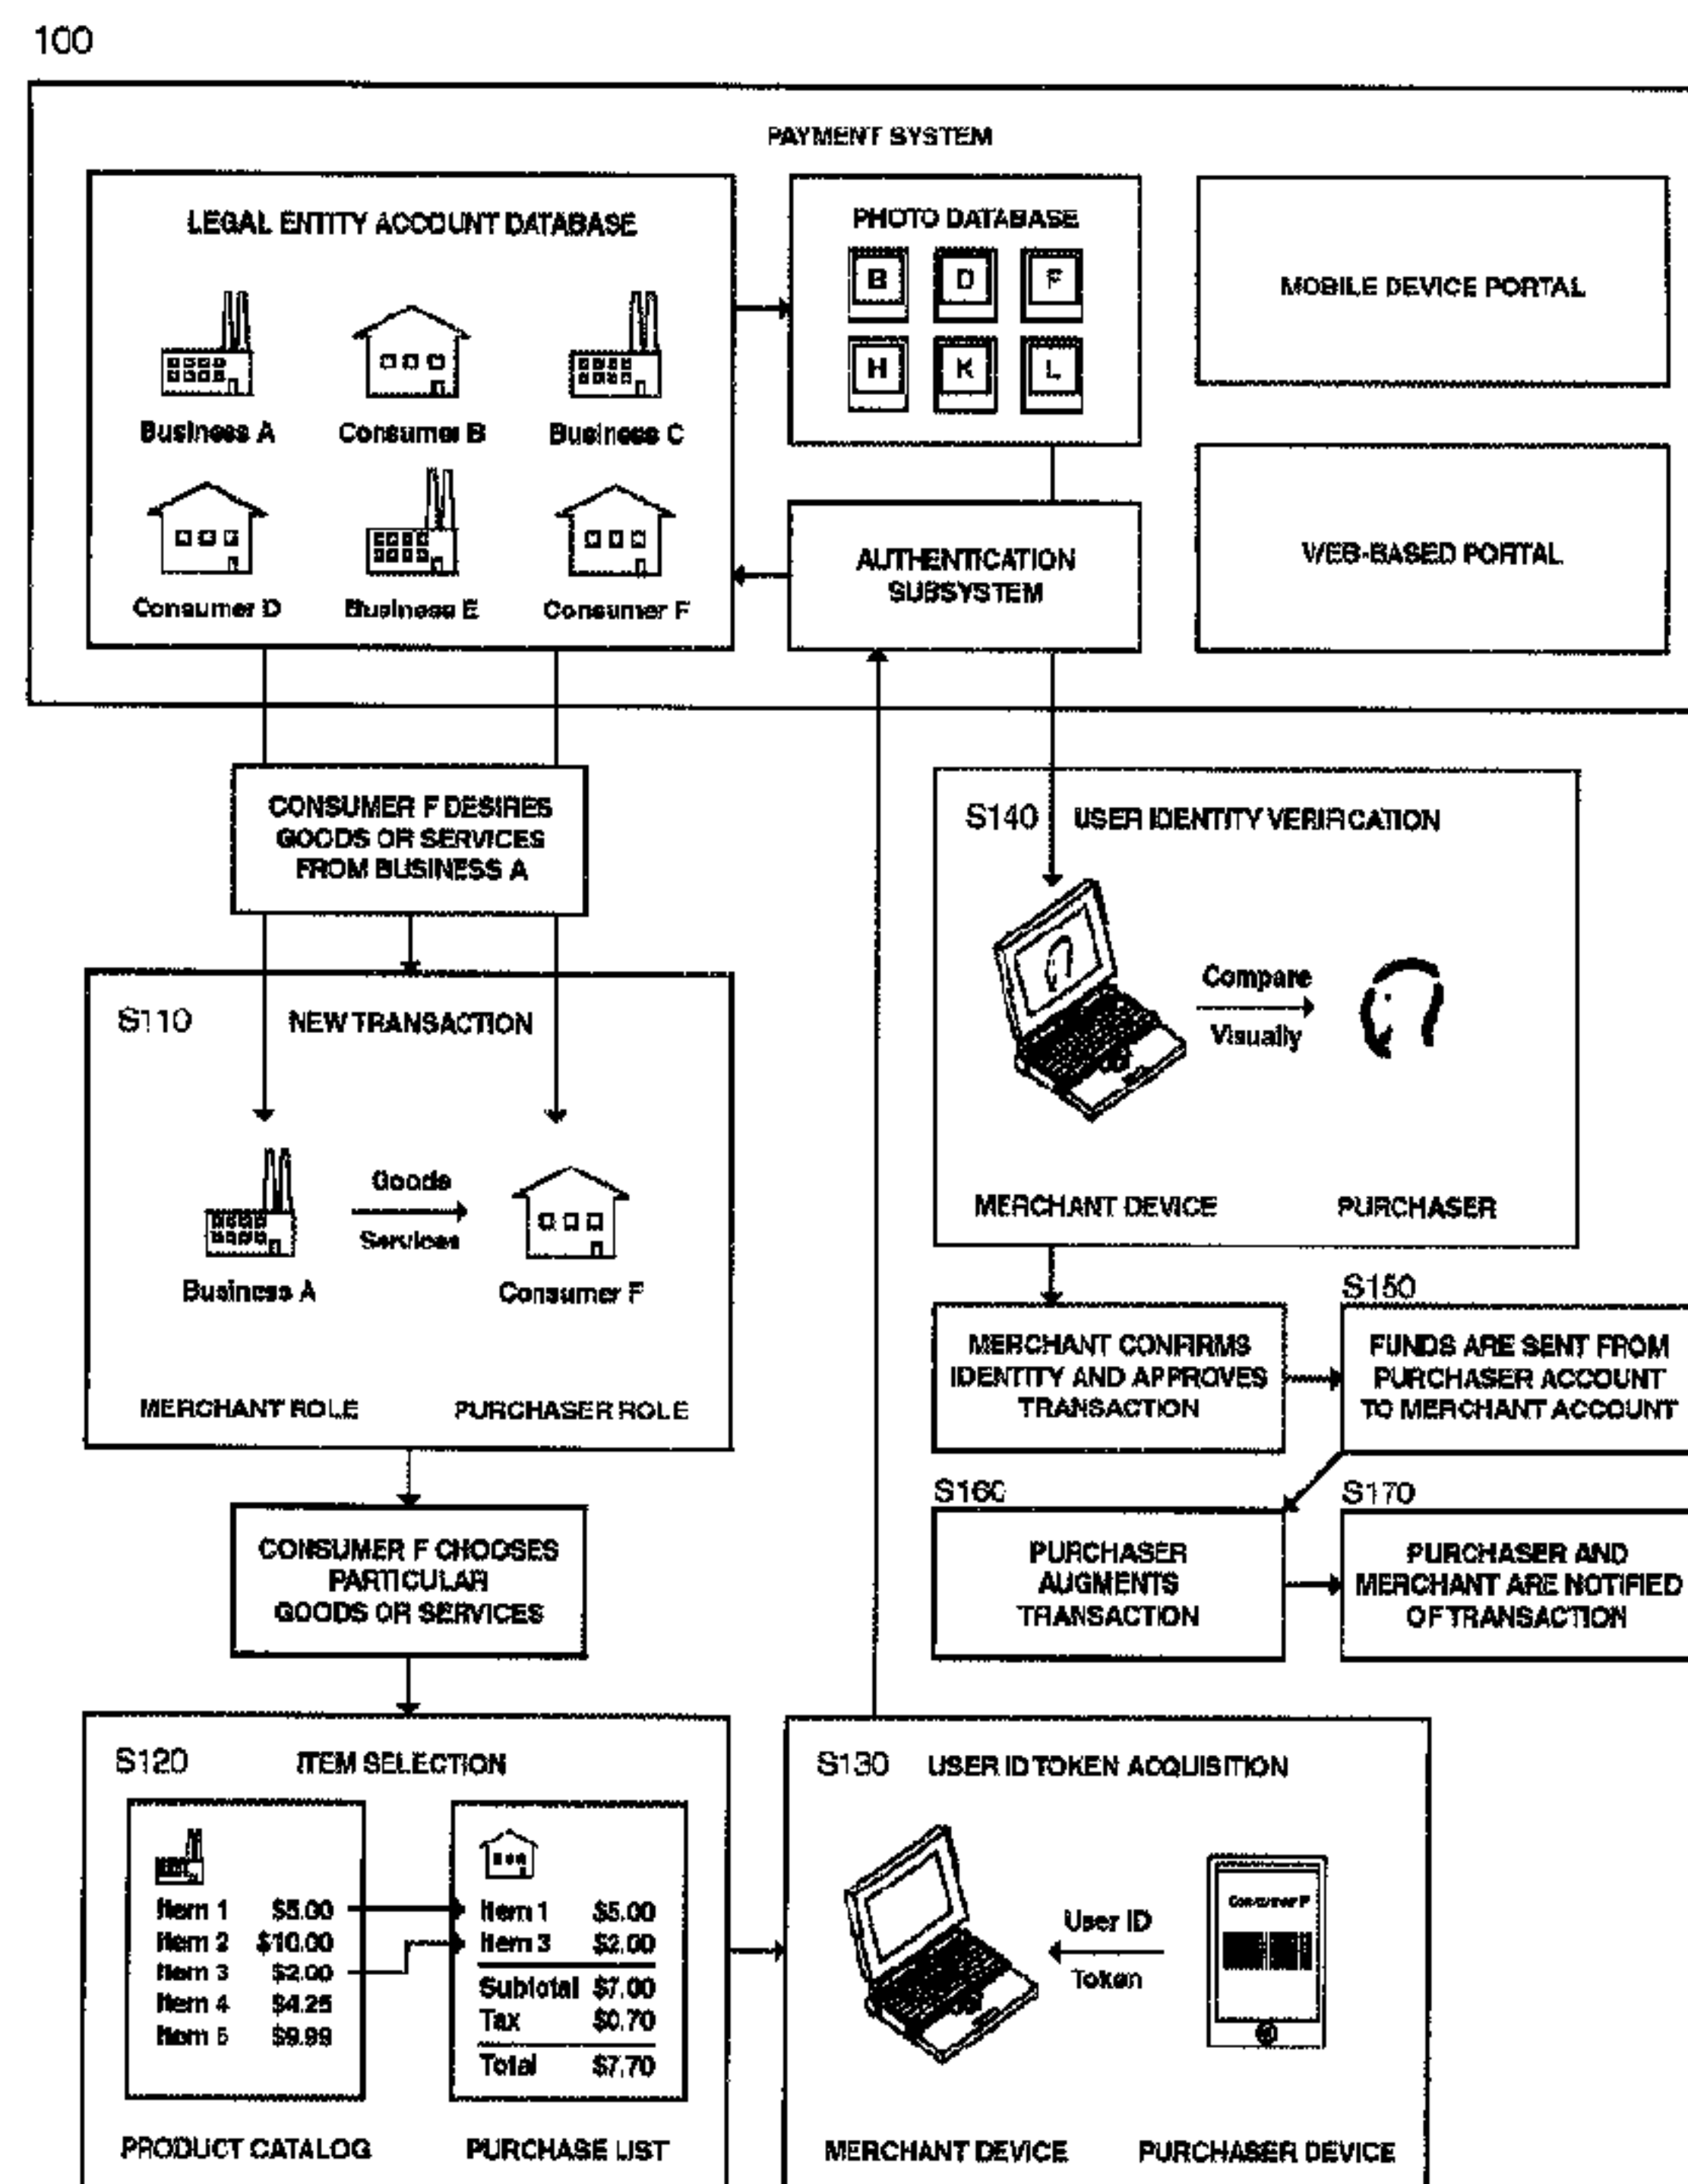 100
PAYMENT SYSTEM
LEGAL ENTITY ACCOUNT DATABASE
Business A
Consumer B
Business C
Consumer D
Business E
Consumer F
PHOTO DATABASE
B D F
H K L
AUTHENTICATION
SUBSYSTEM
MOBILE DEVICE PORTAL
WEB-BASED PORTAL
CONSUMER F DESIRES
GOODS OR SERVICES
FROM BUSINESS A
S110 NEW TRANSACTION
Goods
Services
Business A
Consumer F
MERCHANT ROLE
PURCHASER ROLE
CONSUMER F CHOOSES
PARTICULAR
GOODS OR SERVICES
S120 ITEM SELECTION
Item 1 $5.00
Item 2 $10.00
Item 3 $2.00
Item 4 $4.25
Item 5 $9.99
Item 1 $5.00
Item 3 $2.00
Subtotal $7.00
Tax $0.70
Total $7.70
PRODUCT CATALOG
PURCHASE LIST
S130 USER ID TOKEN ACQUISITION
User ID
Token
Consumer F
MERCHANT DEVICE
PURCHASER DEVICE
S140 USER IDENTITY VERIFICATION
Compare
Visually
MERCHANT DEVICE
PURCHASER
MERCHANT CONFIRMS
IDENTITY AND APPROVES
TRANSACTION
S150
FUNDS ARE SENT FROM
PURCHASER ACCOUNT
TO MERCHANT ACCOUNT
S160
PURCHASER
AUGMENTS
TRANSACTION
S170
PURCHASER AND
MERCHANT ARE NOTIFIED
OF TRANSACTION